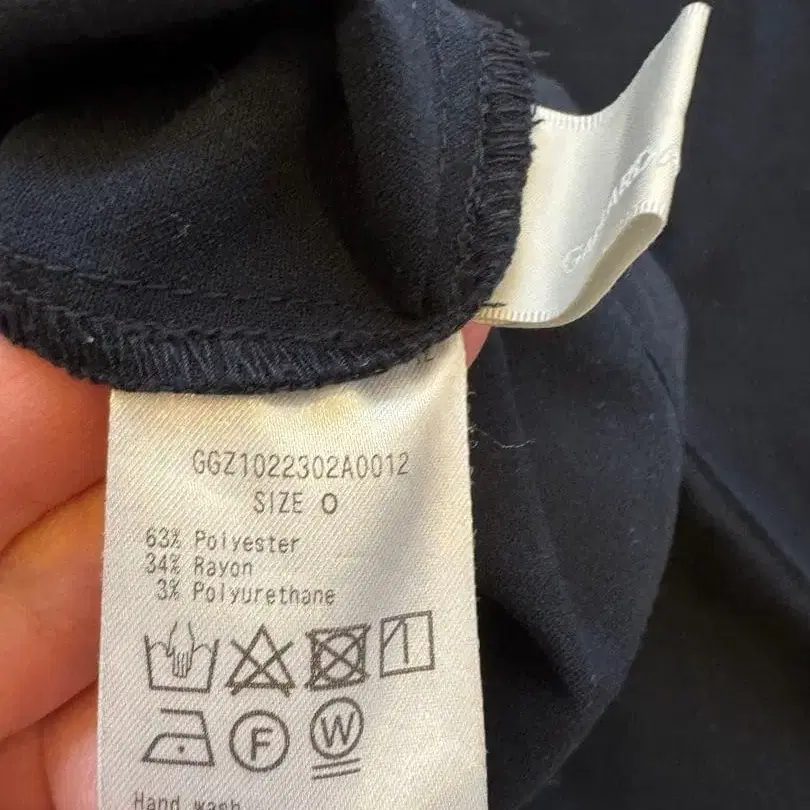 GGZ1022302A0012
SIZE 0
63% Polyester
34% Rayon
3% Polyurethane
F
W
Hand wash